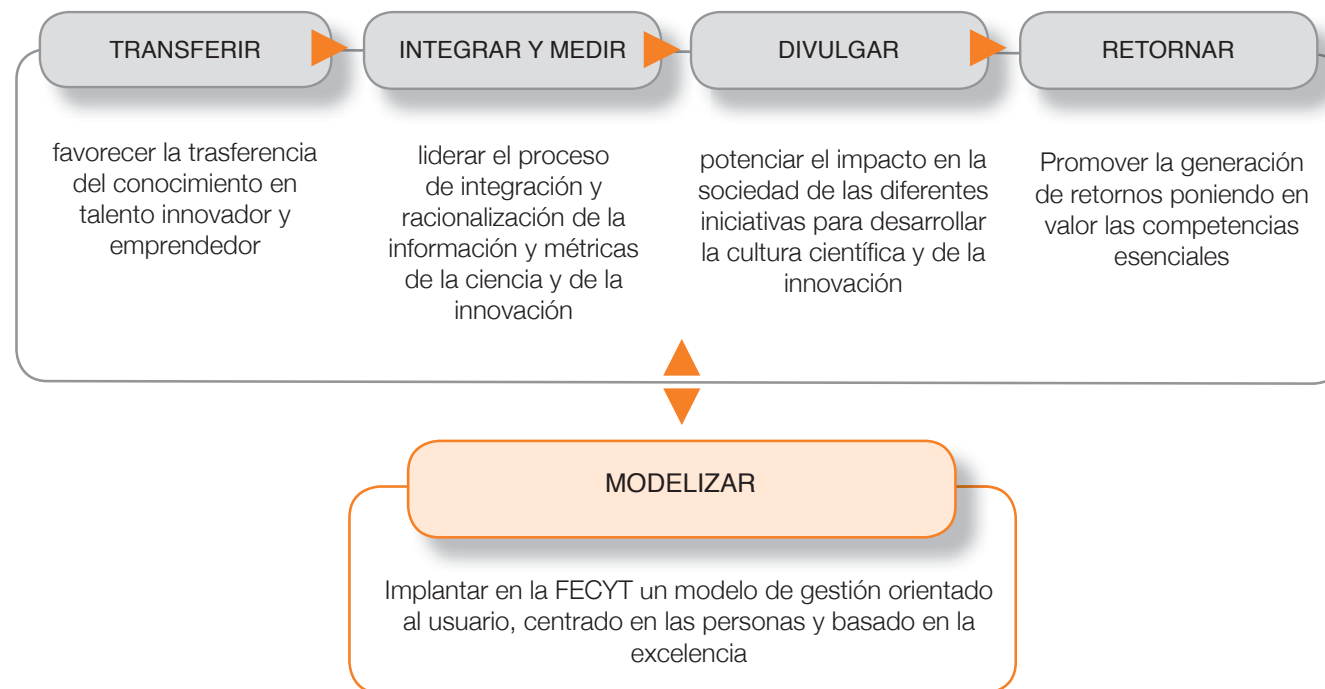 TRANSFERIR
INTEGRAR Y MEDIR
DIVULGAR
RETORNAR
favorecer la trasferencia
del conocimiento en
talento innovador y
emprendedor
liderar el proceso
de integración y
racionalización de la
información y métricas
de la ciencia y de la
innovación
potenciar el impacto en la
sociedad de las diferentes
iniciativas para desarrollar
la cultura científica y de la
innovación
Promover la generación
de retornos poniendo en
valor las competencias
esenciales
MODELIZAR
Implantar en la FECYT un modelo de gestión orientado
al usuario, centrado en las personas y basado en la
excelencia